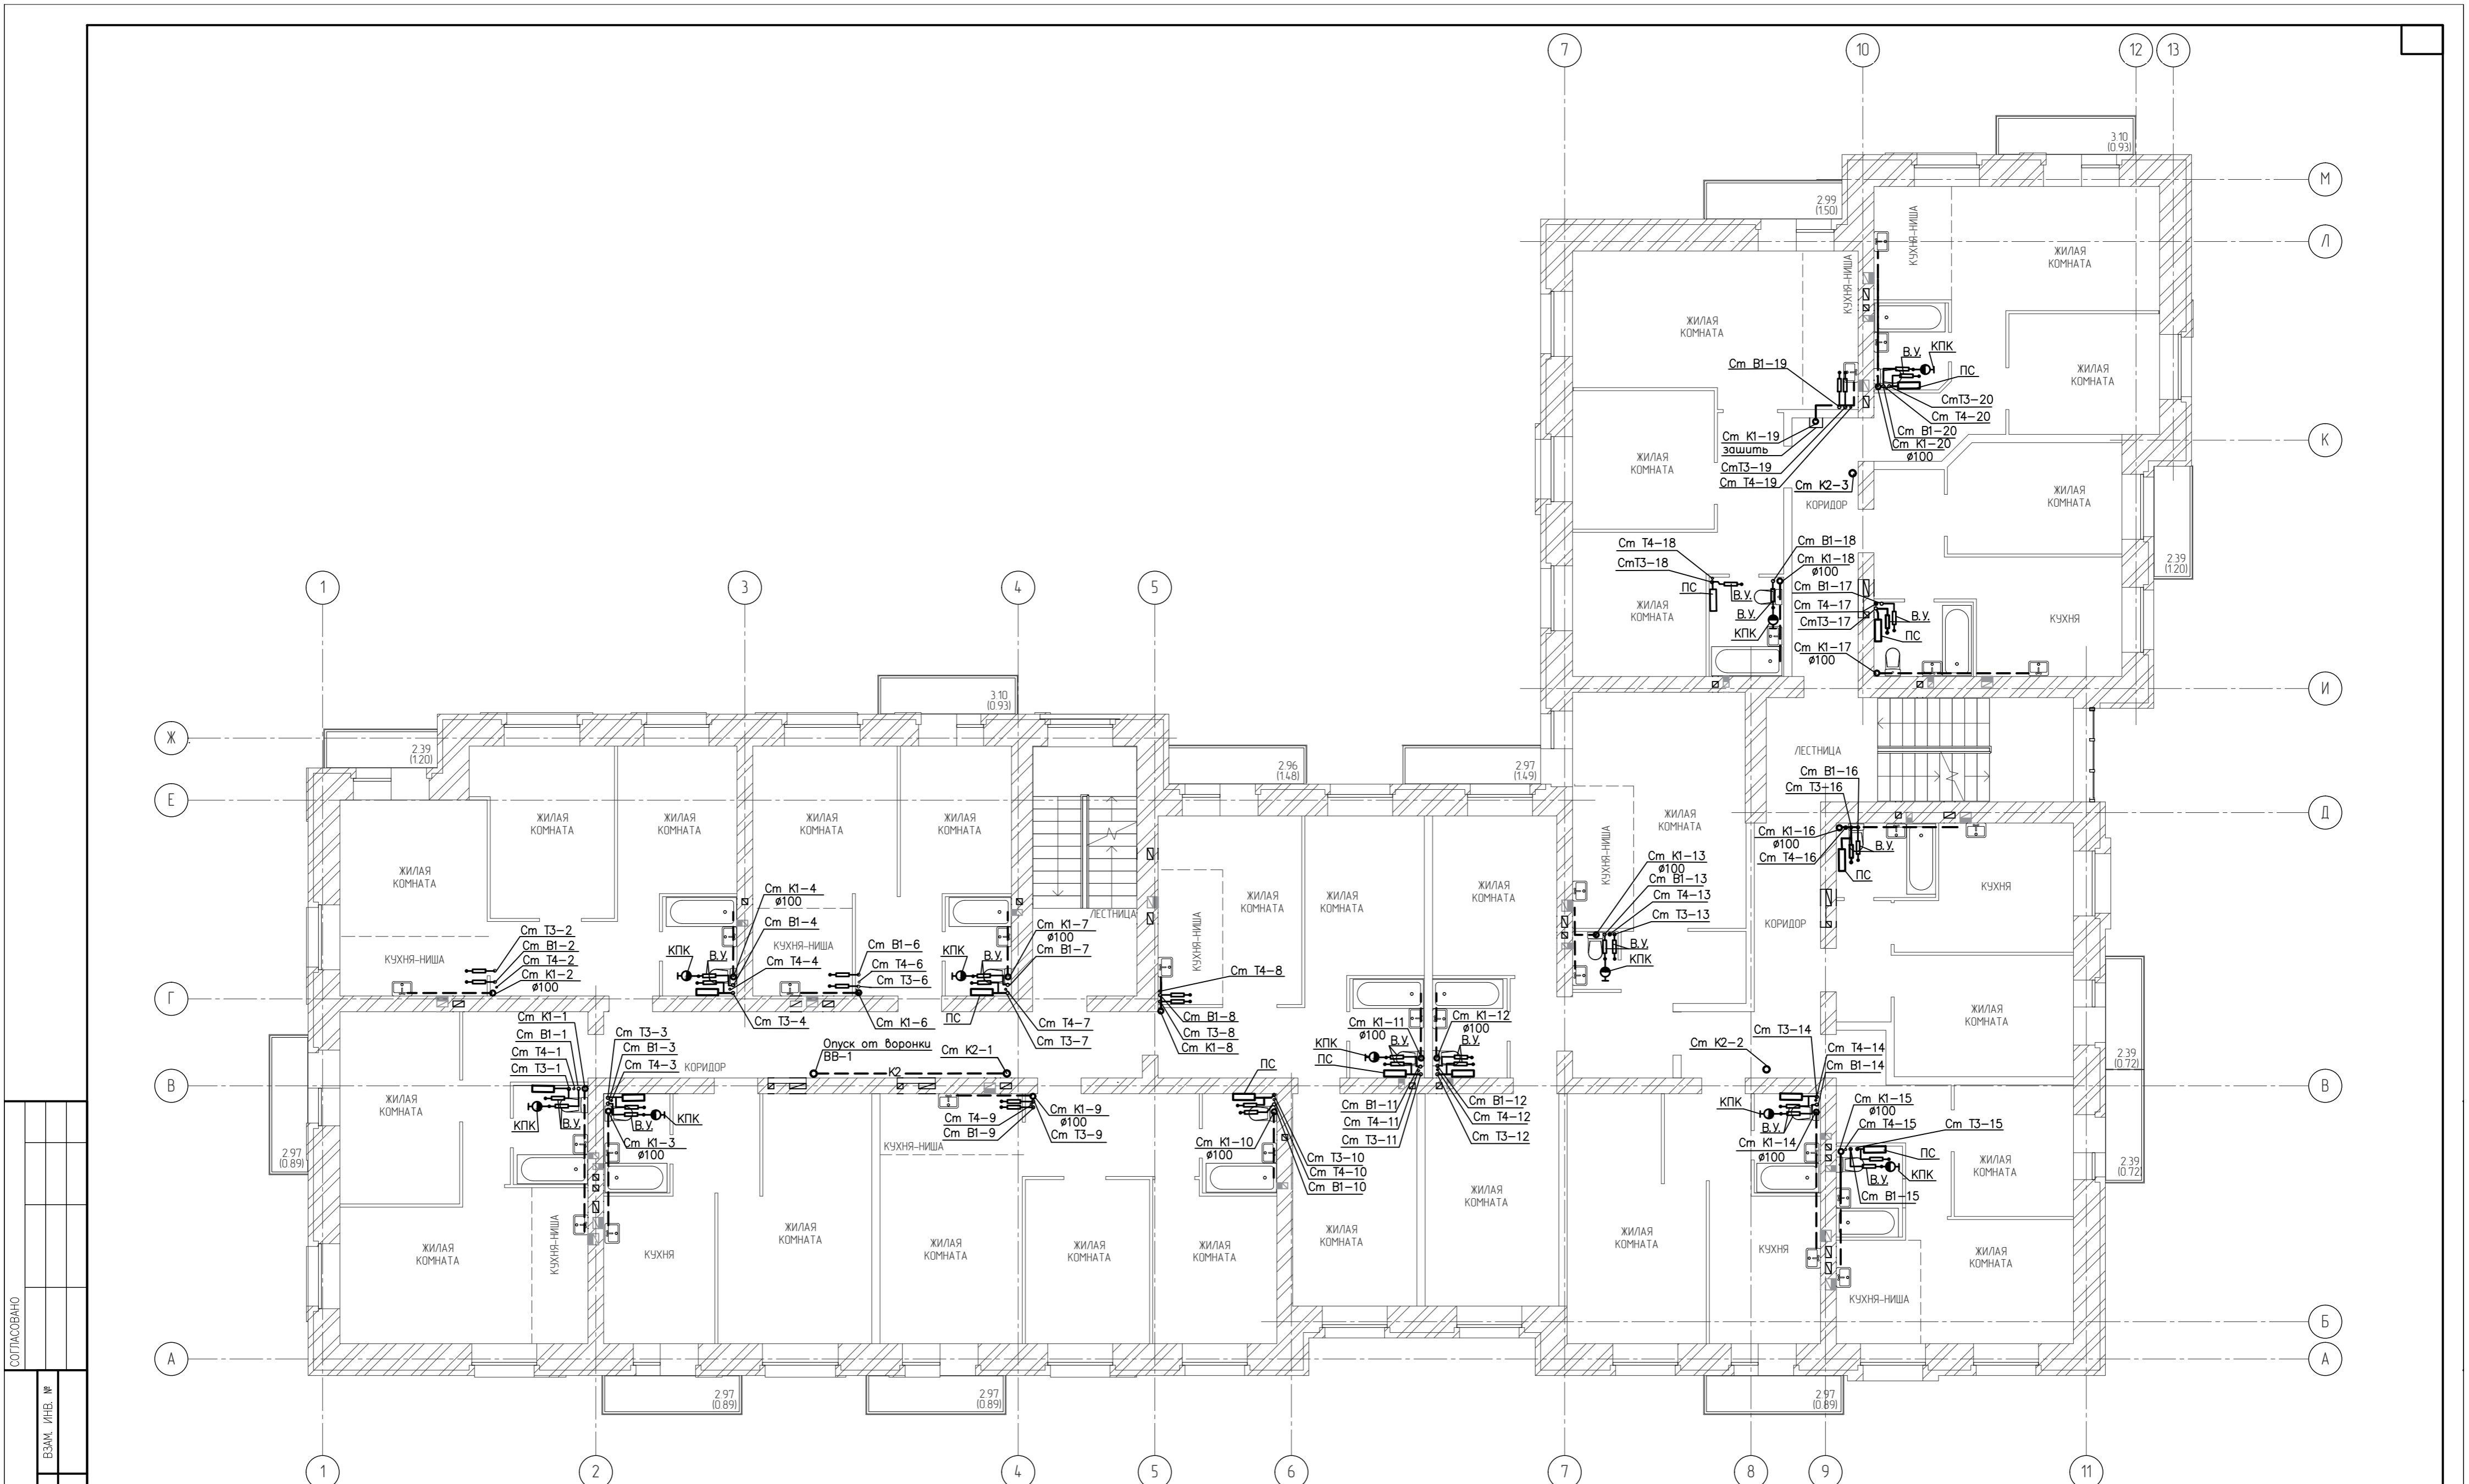 7
10
12
13
3.10
(0.93)
М
2.99
(1.50)
Л
КУХНЯ-НИША
ЖИЛАЯ
КОМНАТА
КУХНЯ-НИША
ЖИЛАЯ
КОМНАТА
В.У.
КПК
Ст В1-19
ПС
ЖИЛАЯ
КОМНАТА
СтТ3-20
Ст Т4-20
Ст В1-20
Ст К1-20
ø100
Ст К1-19
зашить
СтТ3-19
Ст Т4-19
К
ЖИЛАЯ
КОМНАТА
Ст К2-3
КОРИДОР
ЖИЛАЯ
КОМНАТА
2.39
(1.20)
Ст Т4-18
СтТ3-18
Ст В1-18
Ст К1-18
ø100
ПС
В.У.
В.У.
КПК
ЖИЛАЯ
КОМНАТА
Ст В1-17
Ст Т4-17
СтТ3-17
В.У.
ПС
Ст К1-17
ø100
КУХНЯ
И
1
3
4
5
3.10
(0.93)
Ж
2.39
(1.20)
2.96
(1.48)
2.97
(1.49)
ЛЕСТНИЦА
Е
Д
ЖИЛАЯ
КОМНАТА
ЖИЛАЯ
КОМНАТА
ЖИЛАЯ
КОМНАТА
ЖИЛАЯ
КОМНАТА
ЖИЛАЯ
КОМНАТА
Ст В1-16
Ст Т3-16
Ст К1-16
ø100
Ст Т4-16
В.У.
ПС
КУХНЯ
ЖИЛАЯ
КОМНАТА
КУХНЯ-НИША
Ст К1-4
ø100
Ст В1-4
КПК
В.У.
Ст Т4-4
Ст Т3-4
Ст Т3-2
Ст В1-2
Ст Т4-2
Ст К1-2
ø100
КУХНЯ-НИША
Ст В1-6
Ст Т4-6
Ст Т3-6
Ст К1-6
КПК
В.У.
ПС
ЛЕСТНИЦА
Ст К1-7
ø100
Ст В1-7
Ст Т4-7
Ст Т3-7
КУХНЯ-НИША
ЖИЛАЯ
КОМНАТА
ЖИЛАЯ
КОМНАТА
ЖИЛАЯ
КОМНАТА
Ст Т4-8
Ст В1-8
Ст Т3-8
Ст К1-8
КУХНЯ-НИША
Ст К1-13
ø100
Ст В1-13
Ст Т4-13
Ст Т3-13
В.У.
КПК
КОРИДОР
Г
ЖИЛАЯ
КОМНАТА
2.39
(0.72)
Ст К1-1
Ст В1-1
Ст Т4-1
Ст Т3-1
Ст Т3-3
Ст В1-3
Ст Т4-3
КОРИДОР
Опуск от воронки
ВВ-1
Ст К2-1
К2
ПС
КПК
ПС
Ст К1-11
ø100
В.У.
Ст К1-12
ø100
В.У.
Ст К2-2
Ст Т3-14
Ст Т4-14
Ст В1-14
В
В
ЖИЛАЯ
КОМНАТА
КПК
В.У.
В.У.
КПК
Ст К1-3
ø100
Ст Т4-9
Ст В1-9
КУХНЯ-НИША
Ст К1-9
ø100
Ст Т3-9
Ст К1-10
ø100
Ст Т3-10
Ст Т4-10
Ст В1-10
Ст В1-11
Ст Т4-11
Ст Т3-11
Ст В1-12
Ст Т4-12
Ст Т3-12
КПК
В.У.
Ст К1-14
ø100
Ст К1-15
ø100
Ст Т4-15
Ст Т3-15
ПС
В.У.
КПК
Ст В1-15
ЖИЛАЯ
КОМНАТА
2.39
(0.72)
2.97
(0.89)
ЖИЛАЯ
КОМНАТА
КУХНЯ-НИША
КУХНЯ
ЖИЛАЯ
КОМНАТА
ЖИЛАЯ
КОМНАТА
ЖИЛАЯ
КОМНАТА
ЖИЛАЯ
КОМНАТА
ЖИЛАЯ
КОМНАТА
ЖИЛАЯ
КОМНАТА
ЖИЛАЯ
КОМНАТА
КУХНЯ
ЖИЛАЯ
КОМНАТА
КУХНЯ-НИША
Б
А
А
2.97
(0.89)
2.97
(0.89)
2.97
(0.89)
1
2
4
5
6
7
8
9
11
СОГЛАСОВАНО
ВЗАМ. ИНВ. №